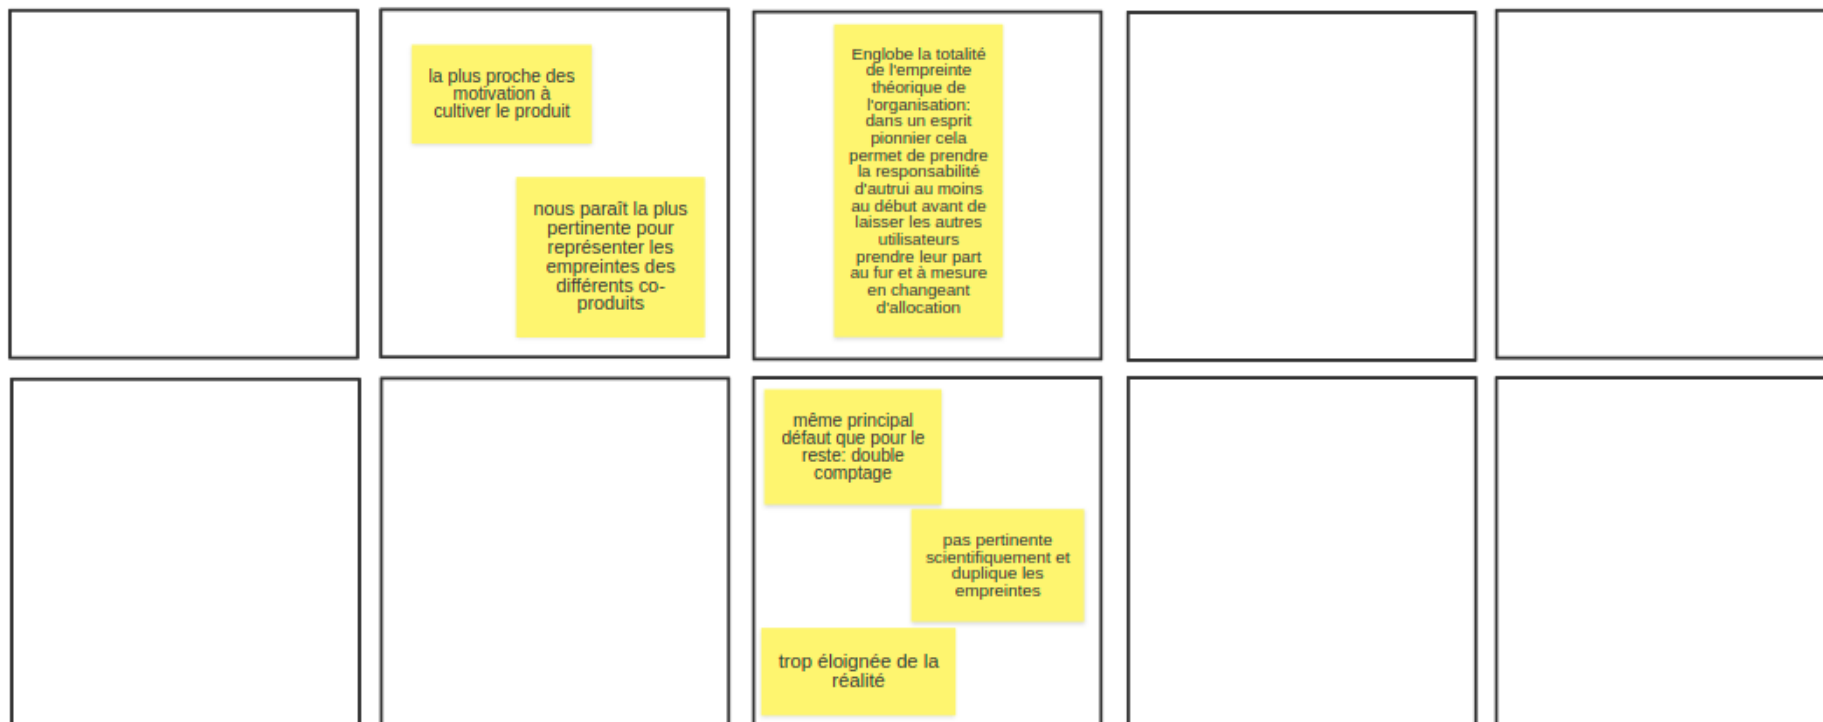 la plus proche des
motivation à
cultiver le produit
nous paraît la plus
pertinente pour
représenter les
empreintes des
différents co-
produits
Englobe la totalité
de l'empreinte
théorique de
l'organisation:
dans un esprit
pionnier cela
permet de prendre
la responsabilité
d'autrui au moins
au début avant de
laisser les autres
utilisateurs
prendre leur part
au fur et à mesure
en changeant
d'allocation
même principal
défaut que pour le
reste: double
comptage
pas pertinente
scientifiquement et
duplique les
empreintes
trop éloignée de la
réalité